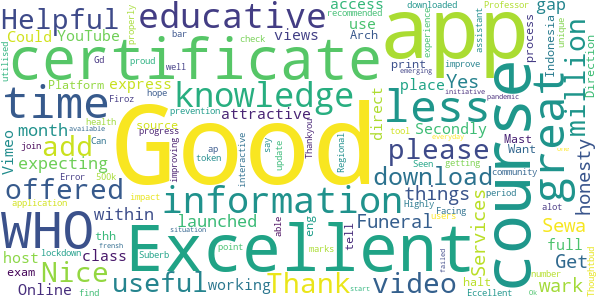 Helpful
Could
YouTube
educative
access
downloaded
Professor
recommended
gap
Indonesia
unique
use
Arch
bar
views
proud
check
experience
assistant
improve
process
properly
utilised
Gd
Platform
express
well
print
Yes
emerging
Direction
certificate
app
time
Firoz
hope
knowledge
place
less
please
million
course
great
month
health
prevention
attractive
direct
Secondly
Mast
Want
add
source
progress
ap
token
interactive
say
update
Thankyou
improving
Regional
join
available
Can
Vimeo
expecting
Error
500k
Good
download
tool
getting
community
period
offered
application
impact
information
things
Seen
Highly
Facing
alot
honesty
WHO
within
launched
eng
able
tell
Funeral
Services
Sewa
full
host
lockdown
frensh
thh
class
Suberb
Excellent
Get
exam
Nice
Online
find
useful
working
situation
point
Thank
marks
start
video
failed
users
wark
halt
number
Eccellent
Ok
Thoughtbud
initiative
pandemic